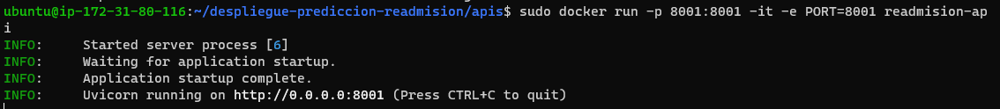 ubuntu@ip-172-31-80-116:~/despliegue-prediccion-readmision/apis$ sudo docker run -p 8001:8001 -it -e PORT=8001 readmision-ap
i
INFO:     Started server process [6]
INFO:     Waiting for application startup.
INFO:     Application startup complete.
INFO:     Uvicorn running on http://0.0.0.0:8001 (Press CTRL+C to quit)